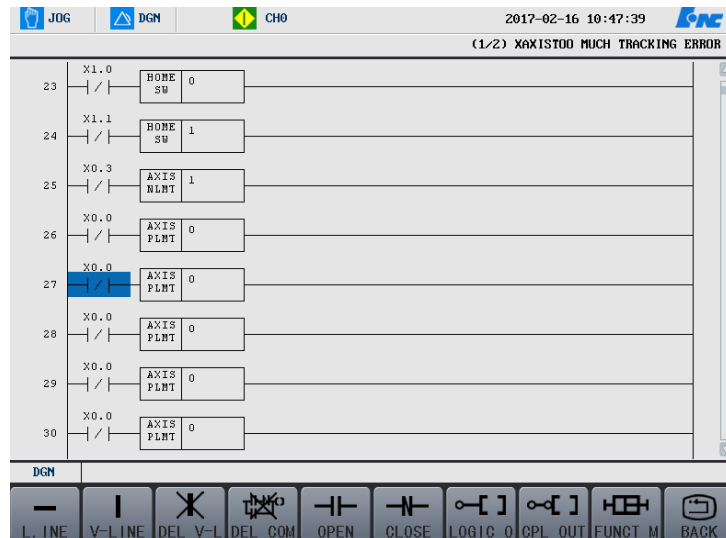 JOG DGN CH0 2017-02-16 10:47:39 HNC
(1/2) XAXISTOO MUCH TRACKING ERROR
X1.0
23 HOME SW 0
X1.1
24 HOME SW 1
X0.3
25 AXIS NLMT 1
X0.0
26 AXIS PLMT 0
X0.0
27 AXIS PLMT 0
X0.0
28 AXIS PLMT 0
X0.0
29 AXIS PLMT 0
X0.0
30 AXIS PLMT 0
DGN
L.INE V-LINE DEL V-L DEL COM OPEN CLOSE LOGIC O CPL OUT FUNCT M BACK